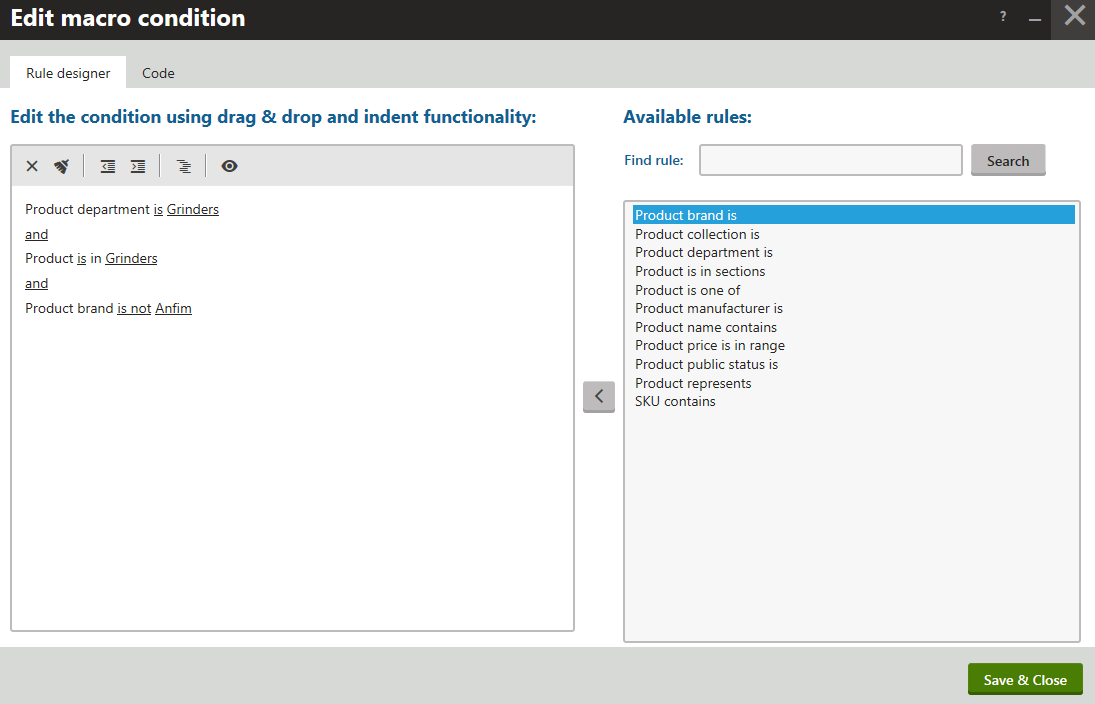 Edit macro condition
?
Rule designer
Code
Edit the condition using drag & drop and indent functionality:
Product department is Grinders
and
Product is in Grinders
and
Product brand is not Anfim
Available rules:
Find rule:
Search
Product brand is
Product collection is
Product department is
Product is in sections
Product is one of
Product manufacturer is
Product name contains
Product price is in range
Product public status is
Product represents
SKU contains
Save & Close